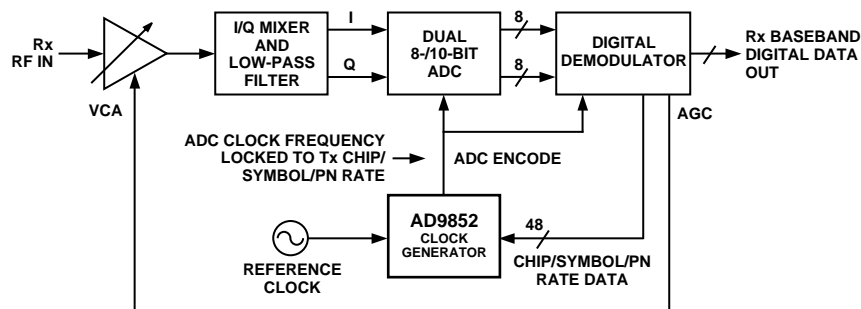 Rx
RF IN
VCA
I/Q MIXER
AND
LOW-PASS
FILTER
I
Q
DUAL
8-/10-BIT
ADC
8
8
DIGITAL
DEMODULATOR
Rx BASEBAND
DIGITAL DATA
OUT
AGC
ADC CLOCK FREQUENCY
LOCKED TO Tx CHIP/
SYMBOL/PN RATE
ADC ENCODE
AD9852
CLOCK
GENERATOR
48
CHIP/SYMBOL/PN
RATE DATA
REFERENCE
CLOCK